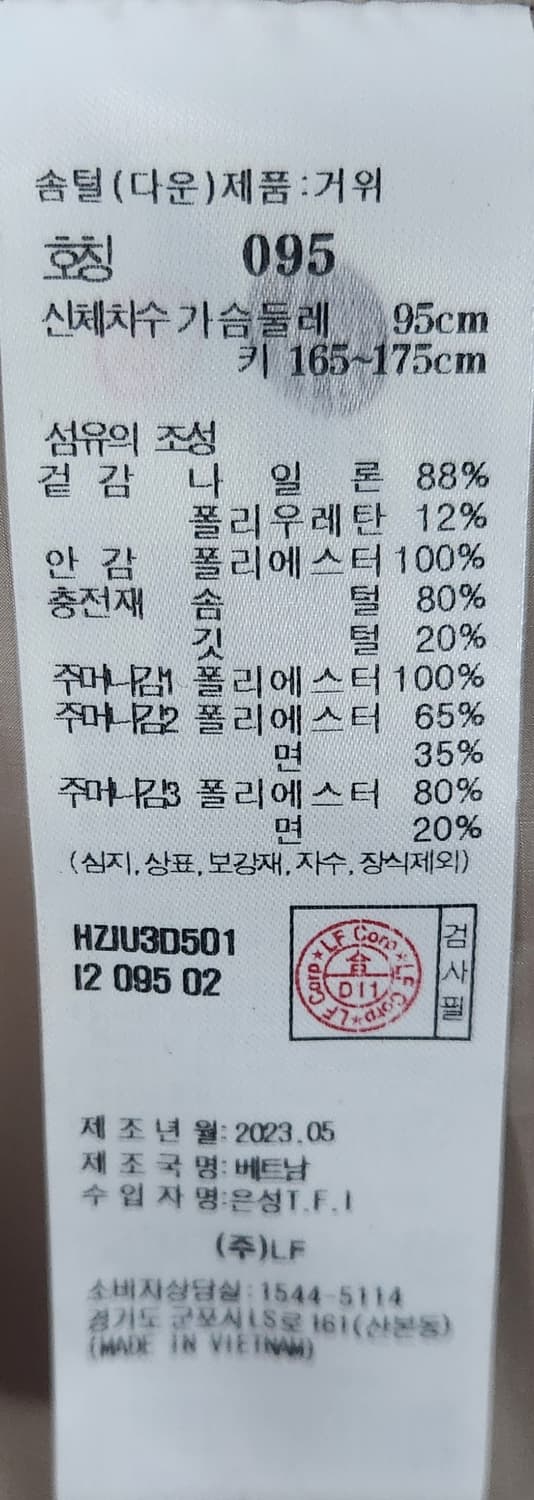 솜털(다운)제품:거위
호칭 095
신체치수 가슴둘레 95cm
키 165~175cm
섬유의 조성
겉 감 나 일 론 88%
폴리우레탄 12%
안 감 폴리에스터 100%
충전재 솜 털 80%
깃 털 20%
주머니감1 폴리에스터 100%
주머니감2 폴리에스터 65%
면 35%
주머니감3 폴리에스터 80%
면 20%
(심지,상표,보강재,자수,장식제외)
HZJU3D501
I2 095 02
LF Corp★LF Corp★LF Corp★
合
D11
검사필
제 조 년 월: 2023.05
제 조 국 명: 베트남
수 입 자 명:은성T.F.I
(주)LF
소비자상담실:1544-5114
경기도 군포시 LS로 161(산본동)
(MADE IN VIETNAM)